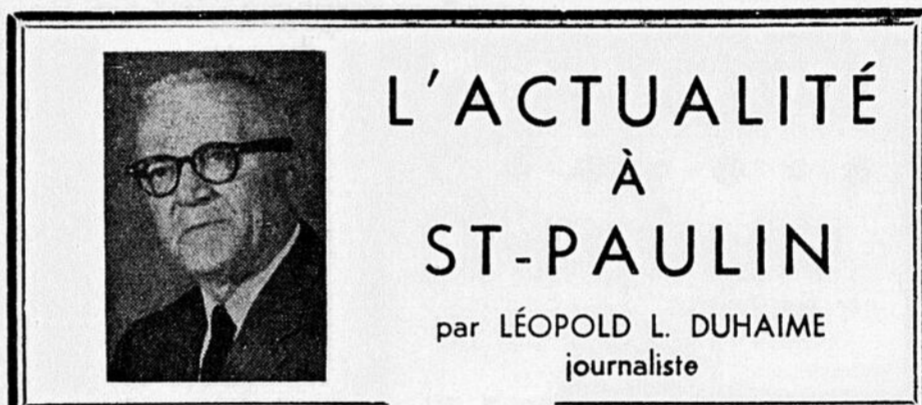 L'ACTUALITÉ
À
ST-PAULIN
par LÉOPOLD L. DUHAIME
journaliste